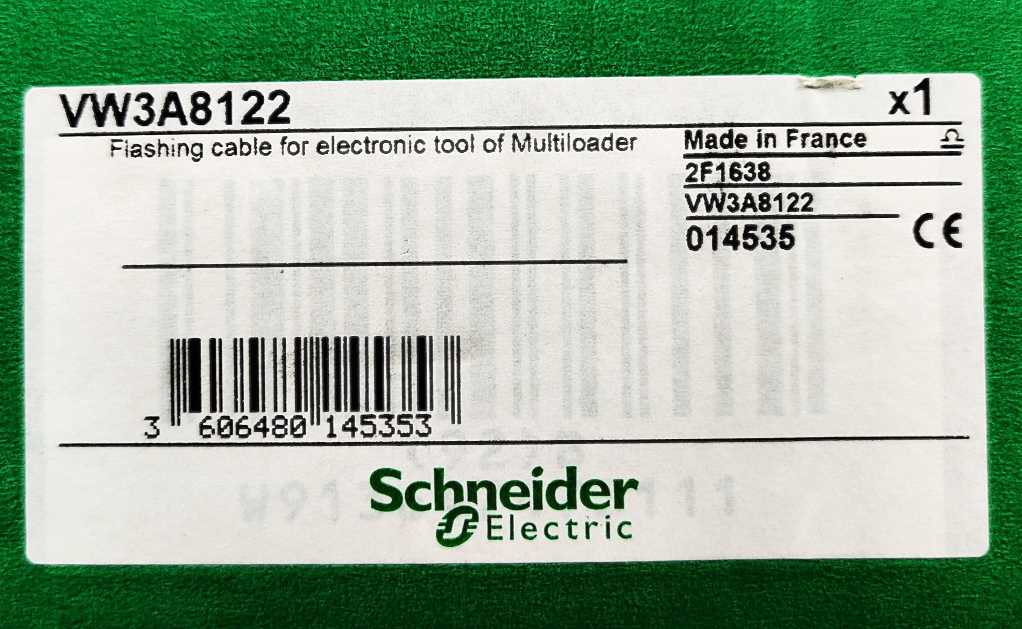 VW3A8122
x1
Flashing cable for electronic tool of Multiloader
Made in France
2F1638
VW3A8122
014535
CE
3 606480 145353
Schneider
Electric